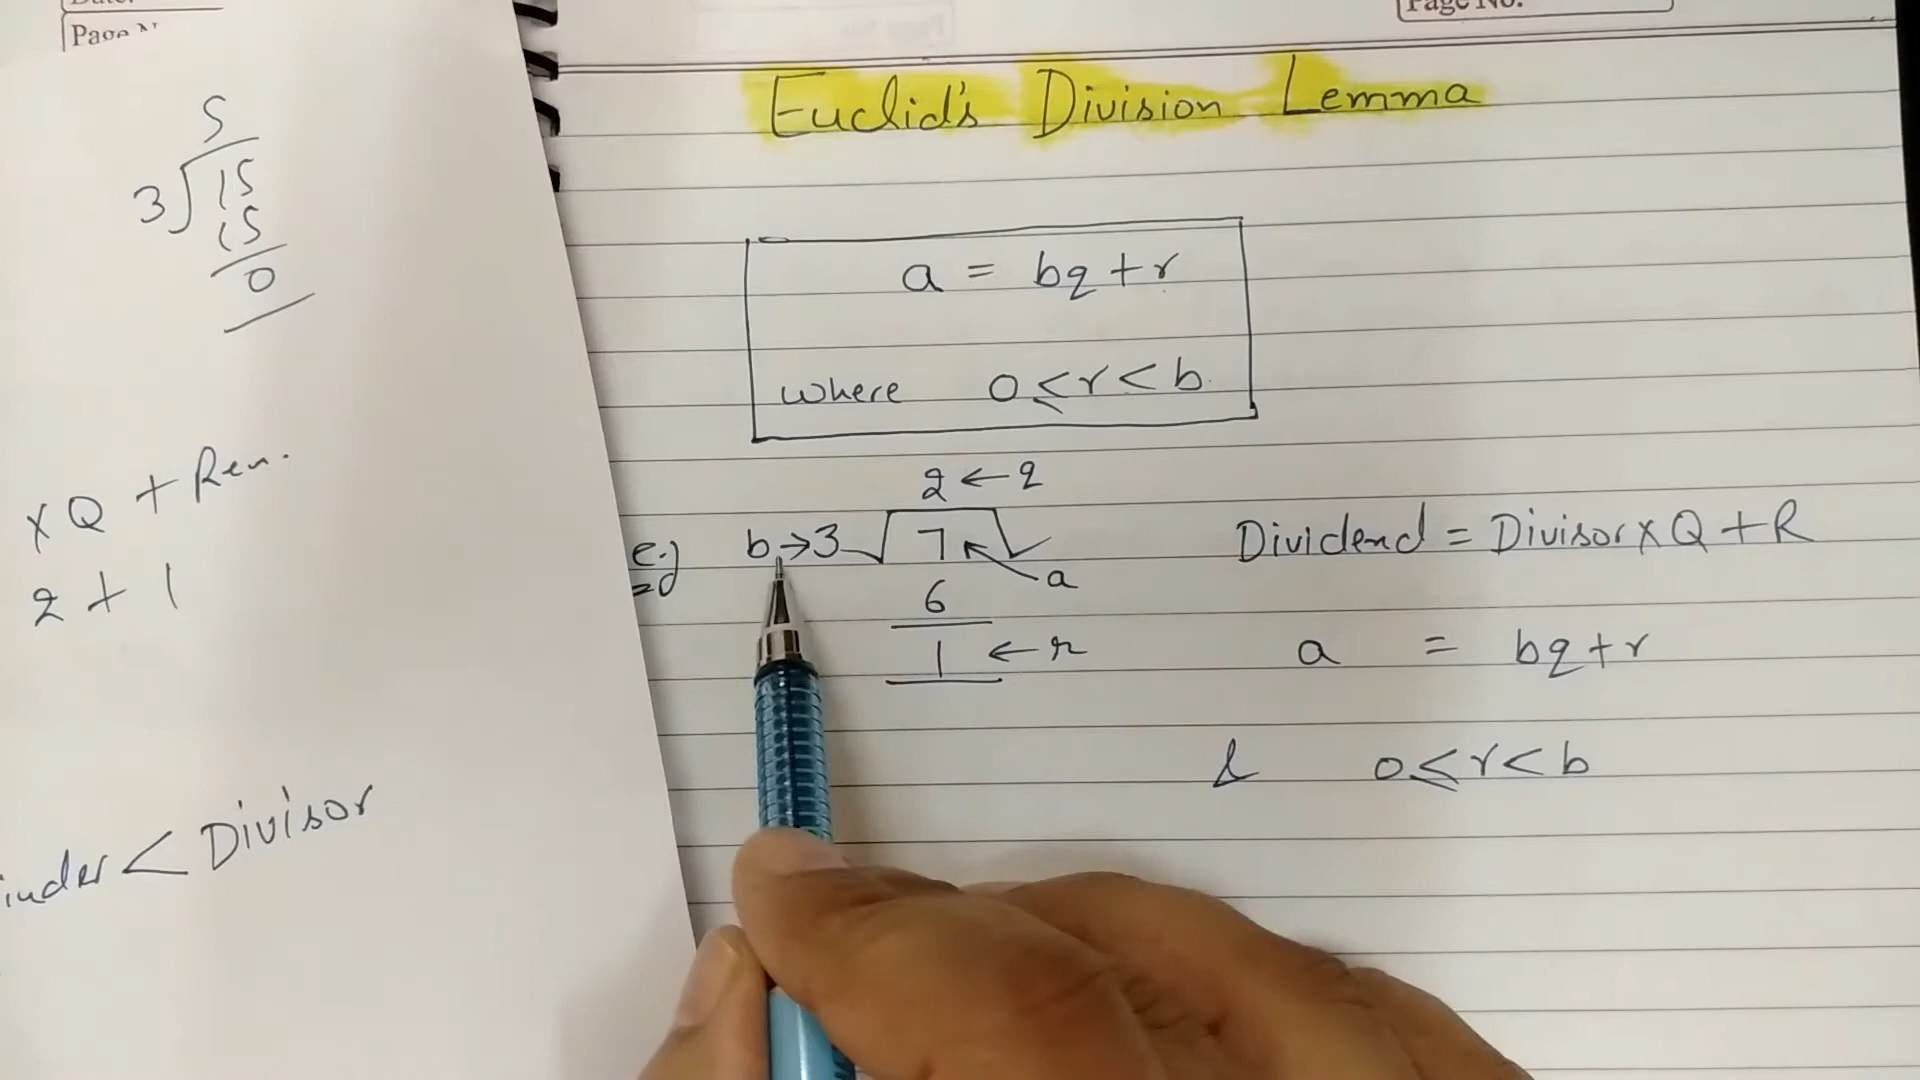 Page
5
3 √15
15
0
x Q + Rem.
2 + 1
< Divisor
Page No.
Euclid's Division Lemma
a = bq + r
where 0 ≤ r < b
2 ← q
e.g b → 3 √7 ← a
6
1 ← r
Dividend = Divisor x Q + R
a = bq + r
& 0 ≤ r < b